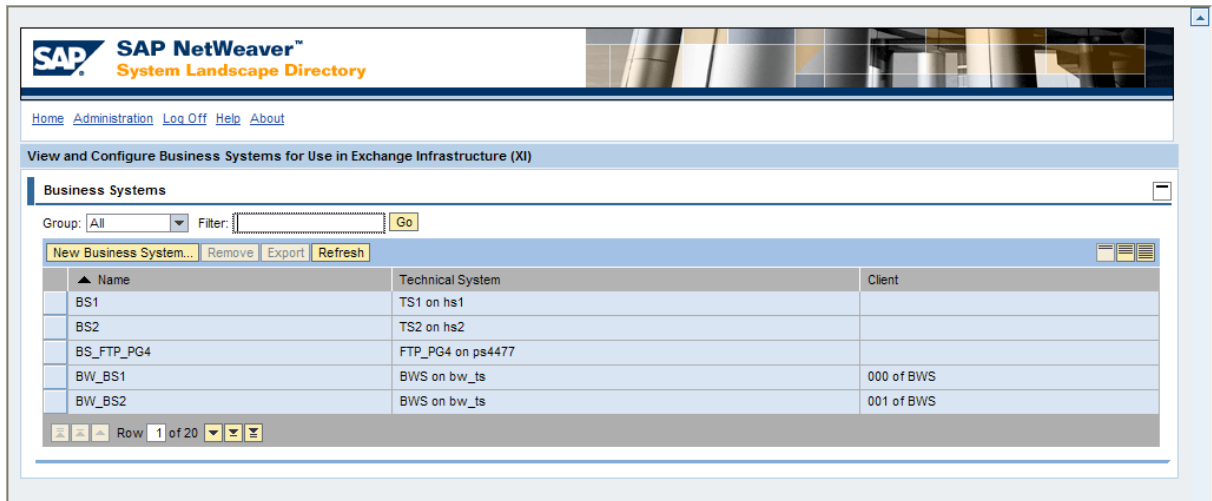 SAP SAP NetWeaver™
System Landscape Directory
Home Administration Log Off Help About
View and Configure Business Systems for Use in Exchange Infrastructure (XI)
Business Systems
Group: All Filter: Go
New Business System... Remove Export Refresh
Name Technical System Client
BS1 TS1 on hs1
BS2 TS2 on hs2
BS_FTP_PG4 FTP_PG4 on ps4477
BW_BS1 BWS on bw_ts 000 of BWS
BW_BS2 BWS on bw_ts 001 of BWS
Row 1 of 20